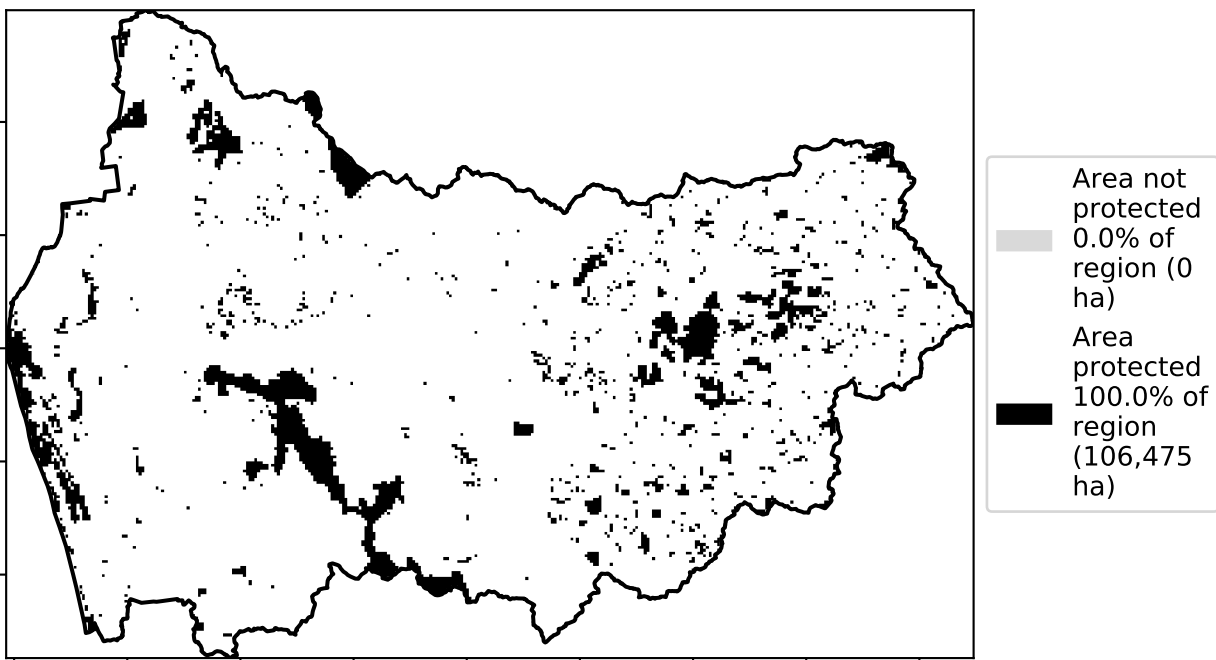 Area not
protected
0.0% of
region (0
ha)
Area
protected
100.0% of
region
(106,475
ha)